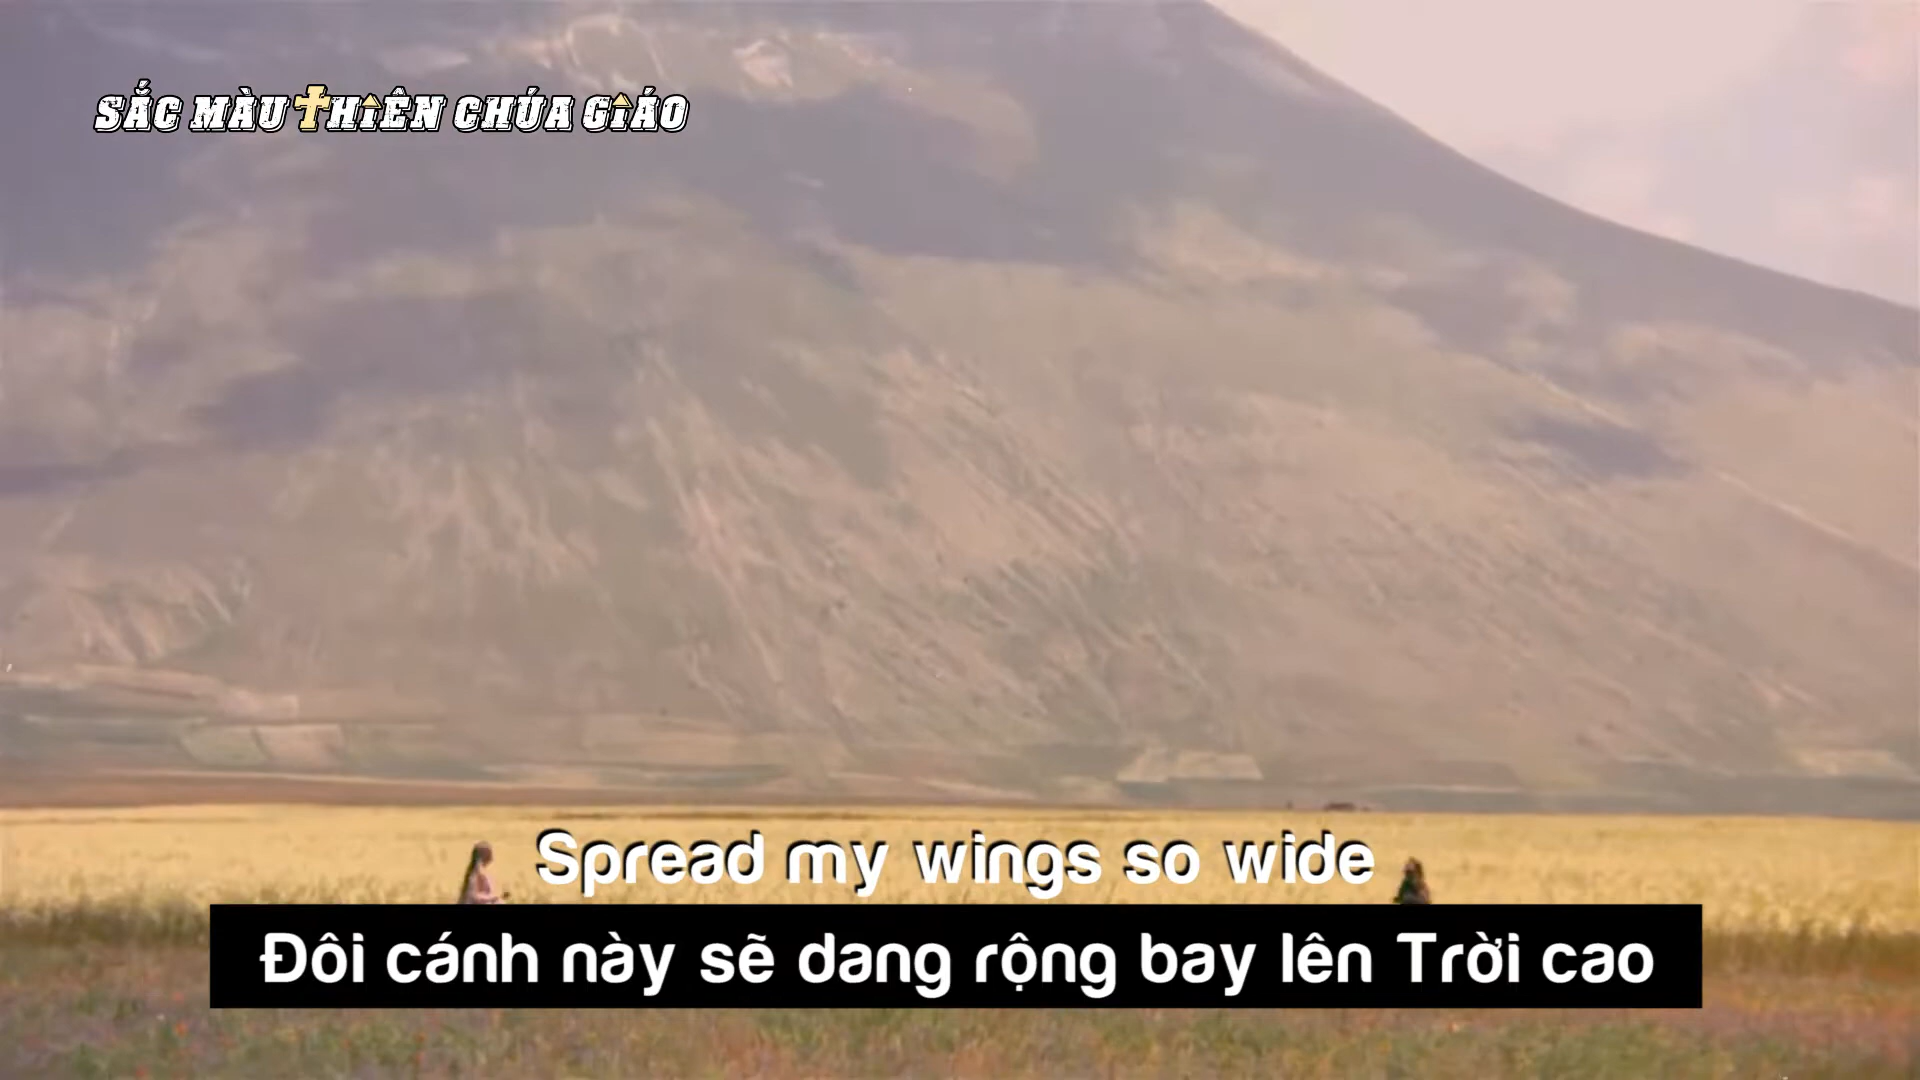 SẮC MÀU THIÊN CHÚA GIÁO
Spread my wings so wide
Đôi cánh này sẽ dang rộng bay lên Trời cao